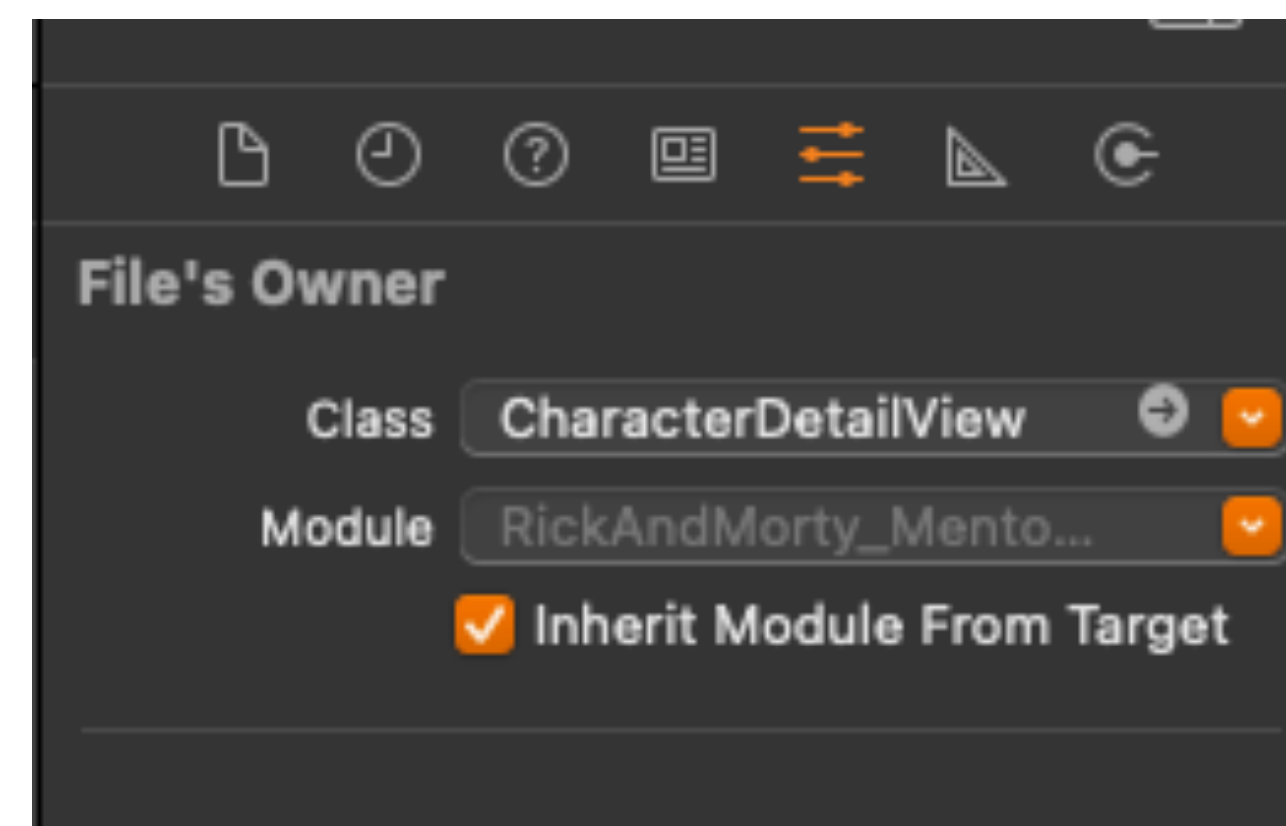 File's Owner
Class CharacterDetailView
Module RickAndMorty_Mento...
Inherit Module From Target